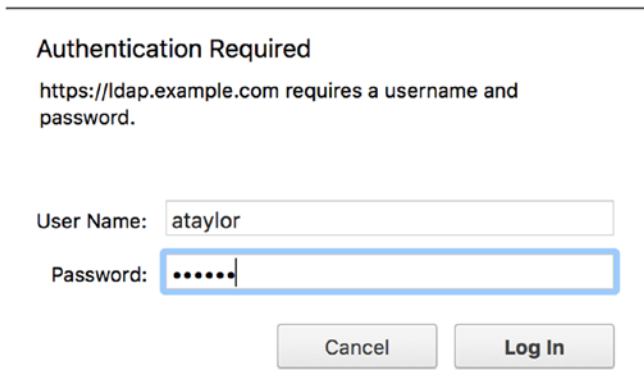 Authentication Required
https://ldap.example.com requires a username and
password.
User Name: ataylor
Password: ••••••
Cancel Log In